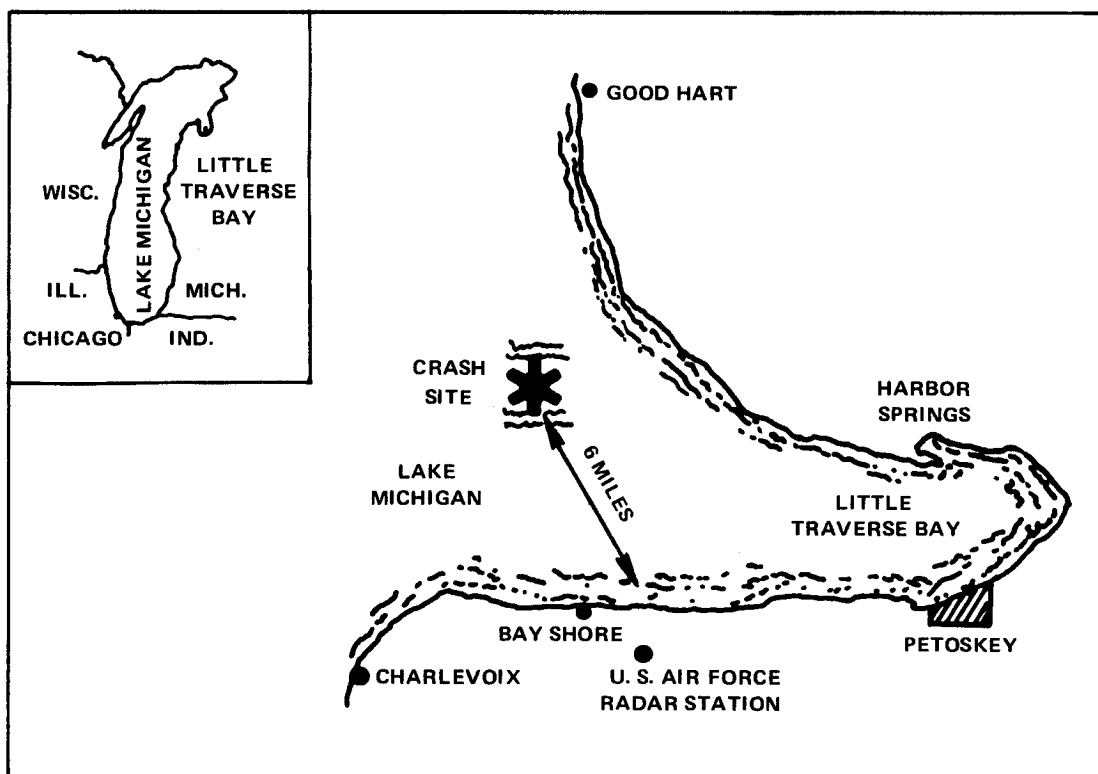 WISC.
LAKE MICHIGAN
LITTLE
TRAVERSE
BAY
ILL.
MICH.
CHICAGO
IND.
GOOD HART
CRASH
SITE
6 MILES
HARBOR
SPRINGS
LAKE
MICHIGAN
LITTLE
TRAVERSE BAY
BAY SHORE
PETOSKEY
CHARLEVOIX
U. S. AIR FORCE
RADAR STATION